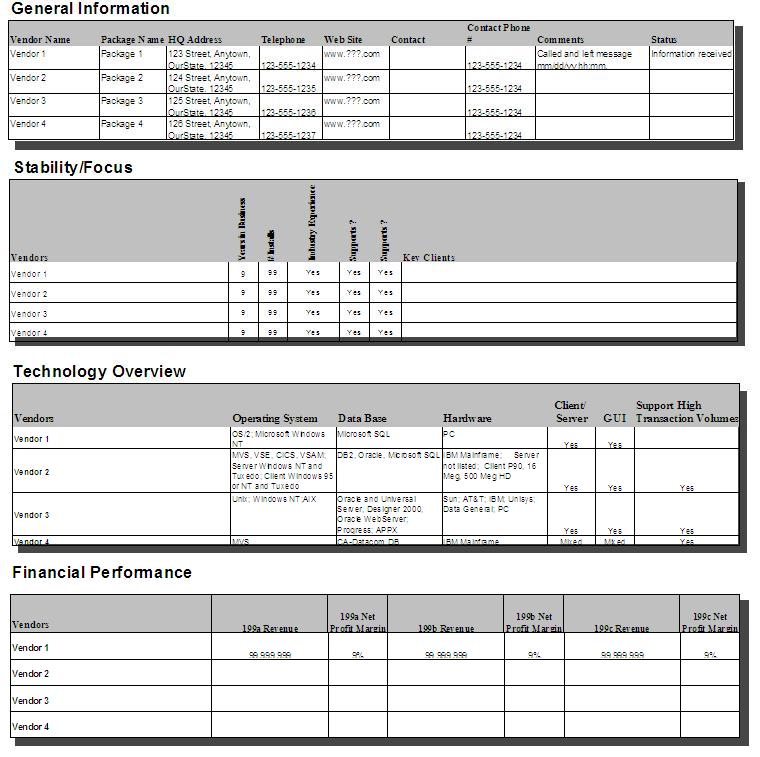 General Information
Contact Phone
Vendor Name Package Name HQ Address Telephone Web Site Contact # Comments Status
Vendor 1 Package 1 123 Street, Anytown, www.???.com Called and left message Information received
OurState. 12345 123-555-1234 123-555-1234 mm/dd/yy hh:mm.
Vendor 2 Package 2 124 Street, Anytown, www.???.com
OurState. 12345 123-555-1235 123-555-1234
Vendor 3 Package 3 125 Street, Anytown, www.???.com
OurState. 12345 123-555-1236 123-555-1234
Vendor 4 Package 4 126 Street, Anytown, www.???.com
OurState. 12345 123-555-1237 123-555-1234
Stability/Focus
Vendors Years in Business # Installs Industry Experience Supports ? Supports ? Key Clients
Vendor 1 9 99 Yes Yes Yes
Vendor 2 9 99 Yes Yes Yes
Vendor 3 9 99 Yes Yes Yes
Vendor 4 9 99 Yes Yes Yes
Technology Overview
Client/ Support High
Vendors Operating System Data Base Hardware Server GUI Transaction Volumes
Vendor 1 OS/2; Microsoft Windows Microsoft SQL PC
NT Yes Yes
MVS, VSE, CICS, VSAM; DB2, Oracle, Microsoft SQL IBM Mainframe; Server
Vendor 2 Server Windows NT and not listed; Client P90, 16
Tuxedo; Client Windows 95 Meg, 500 Meg HD
or NT and Tuxedo Yes Yes Yes
Unix; Windows NT;AIX Oracle and Universal Sun; AT&T; IBM; Unisys;
Server, Designer 2000, Data General; PC
Vendor 3 Oracle WebServer;
Progress; APPX Yes Yes Yes
Vendor 4 MVS CA-Datacom DB IBM Mainframe Mixed Mixed Yes
Financial Performance
199a Net 199b Net 199c Net
Vendors 199a Revenue Profit Margin 199b Revenue Profit Margin 199c Revenue Profit Margin
Vendor 1 99,999,999 9% 99,999,999 9% 99,999,999 9%
Vendor 2
Vendor 3
Vendor 4